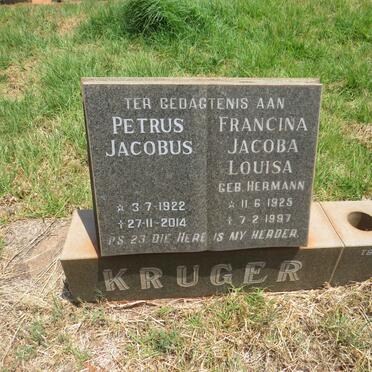 TER GEDAGTENIS AAN
PETRUS
JACOBUS
☆ 3-7-1922
✝ 27-11-2014
FRANCINA
JACOBA
LOUISA
GEB. HERMANN
☆ 11-6-1925
✝ 7-2-1997
PS. 23 DIE HERE IS MY HERDER.
KRUGER